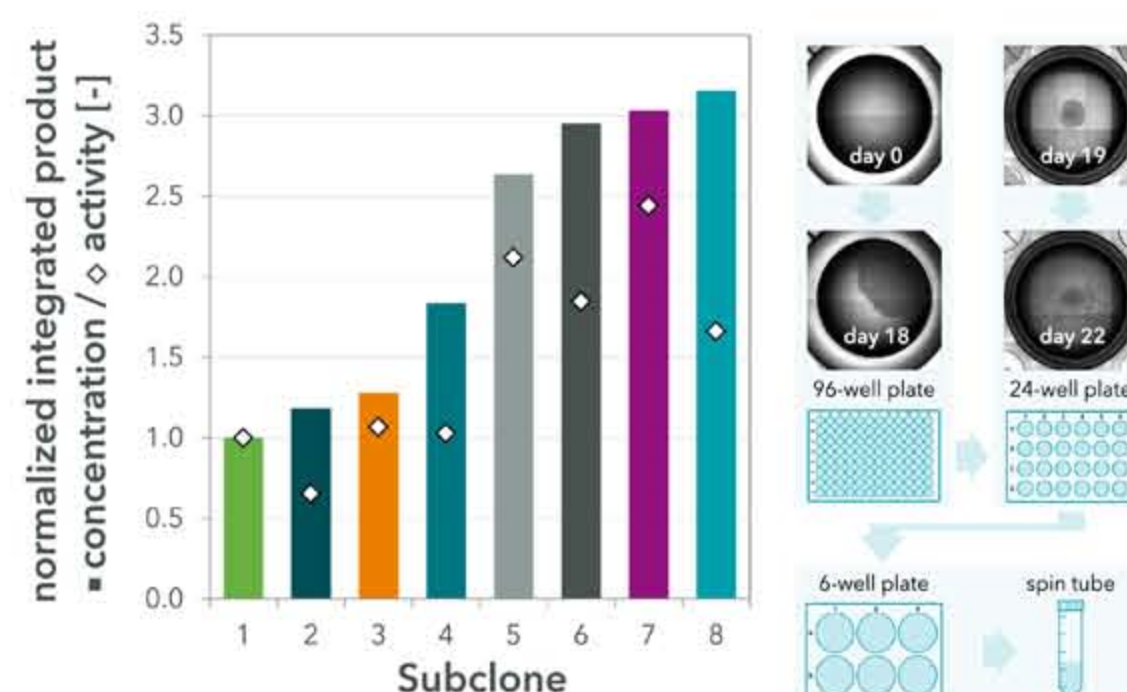 normalized integrated product
▪ concentration / ◇ activity [-]
3.5
3.0
2.5
2.0
1.5
1.0
0.5
0.0
1 2 3 4 5 6 7 8
Subclone
day 0
day 19
day 18
day 22
96-well plate
24-well plate
6-well plate
spin tube